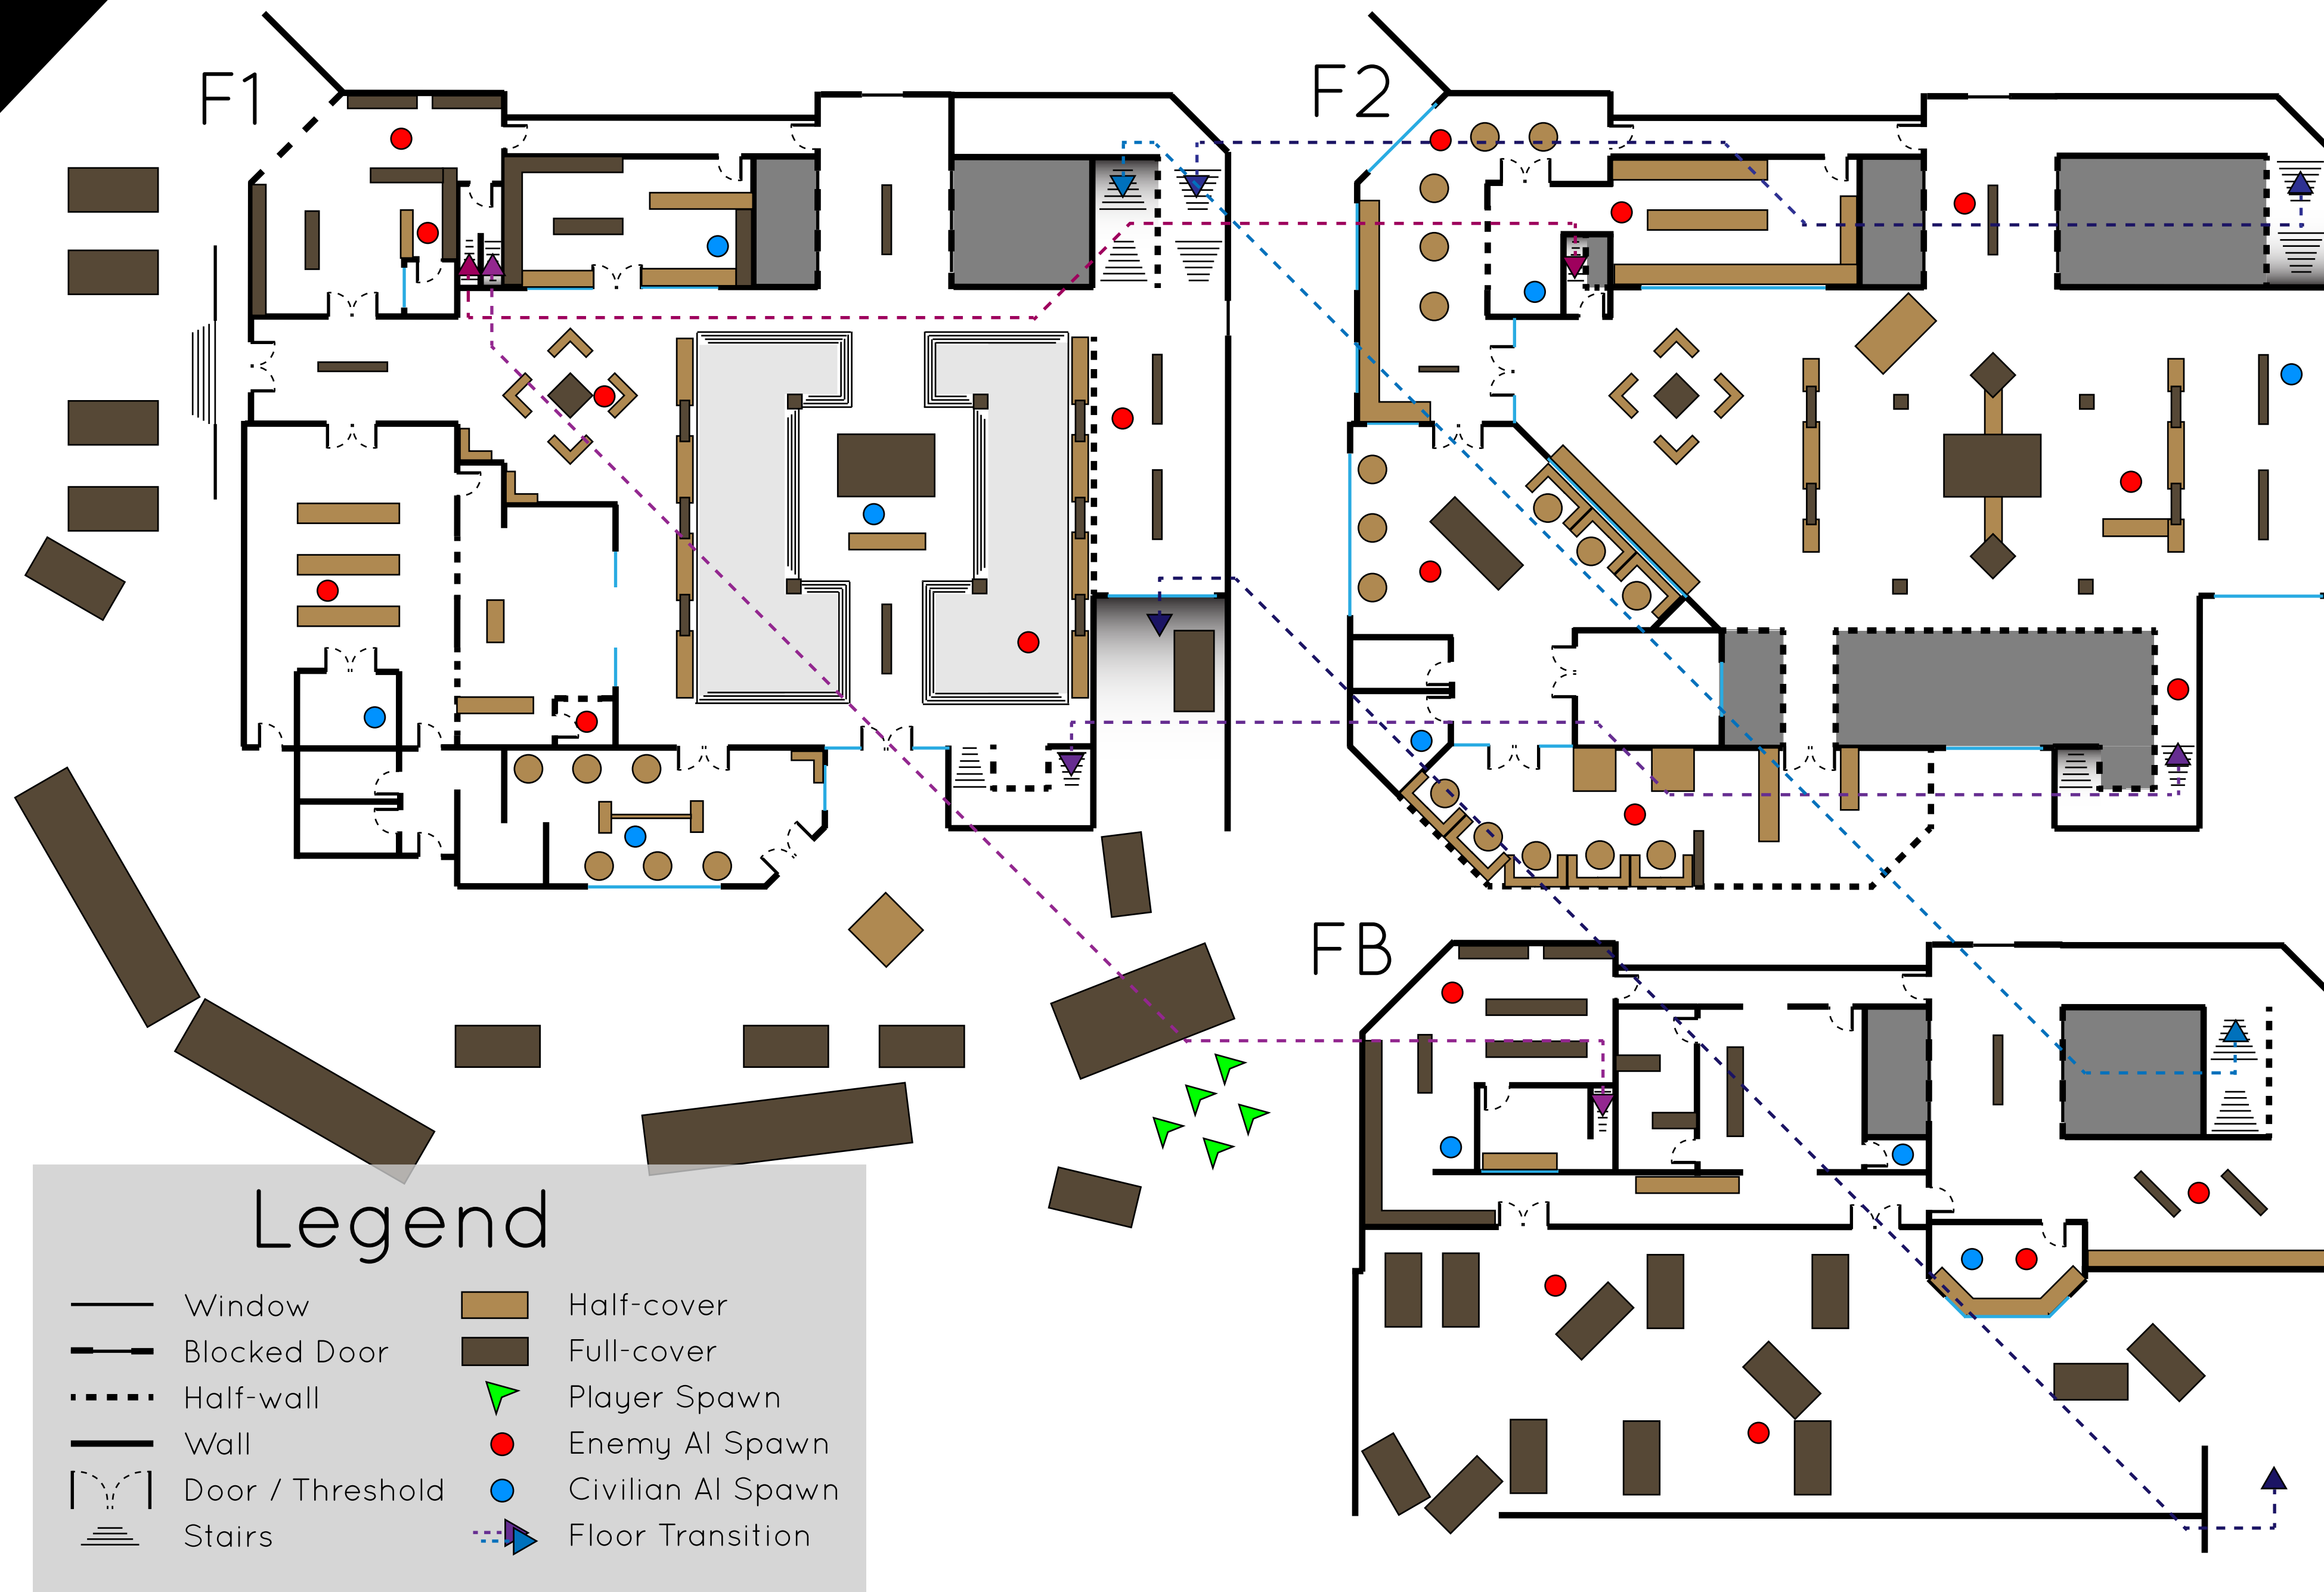 F1
F2
FB
Legend
Window
Blocked Door
Half-wall
Wall
Door / Threshold
Stairs
Half-cover
Full-cover
Player Spawn
Enemy AI Spawn
Civilian AI Spawn
Floor Transition